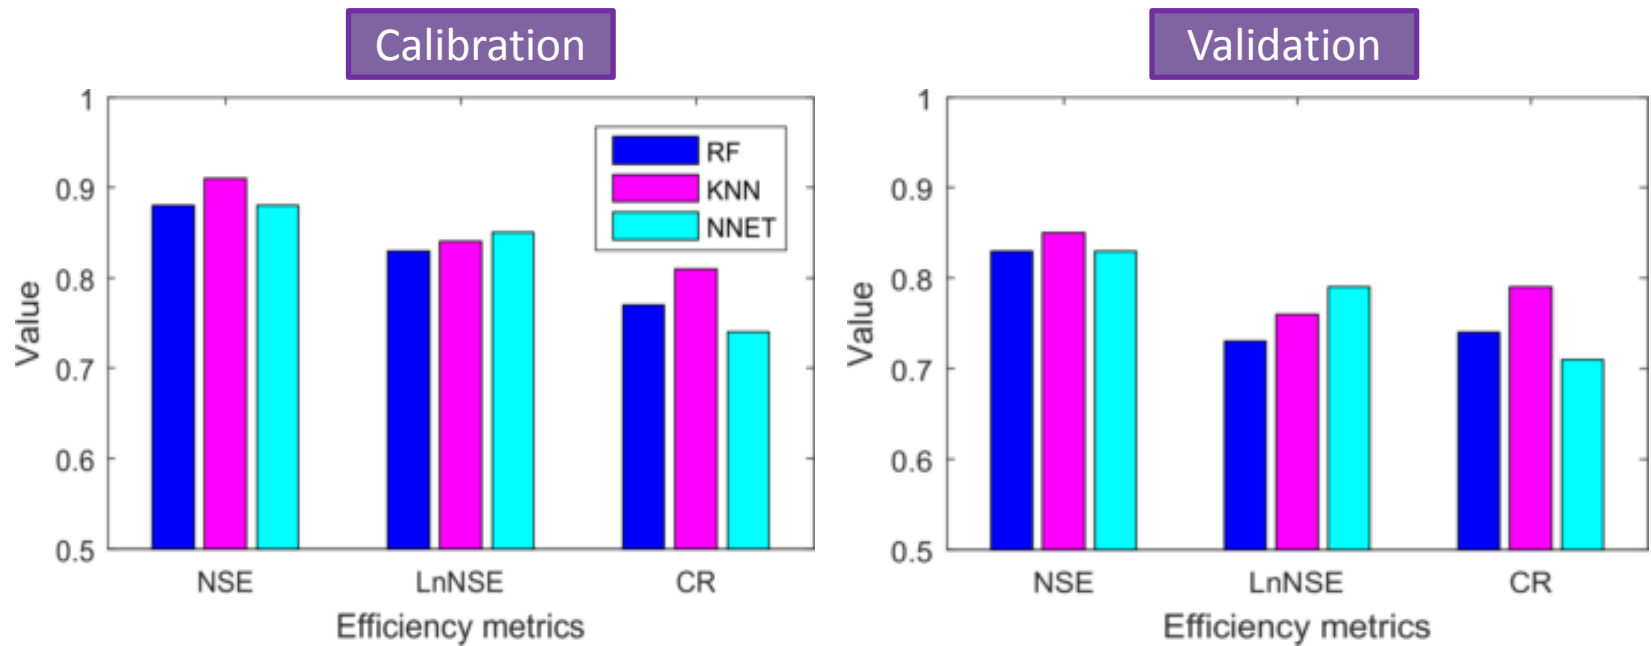 Calibration
1
0.9
0.8
0.7
0.6
0.5
Value
RF
KNN
NNET
NSE
LnNSE
CR
Efficiency metrics
Validation
1
0.9
0.8
0.7
0.6
0.5
Value
NSE
LnNSE
CR
Efficiency metrics